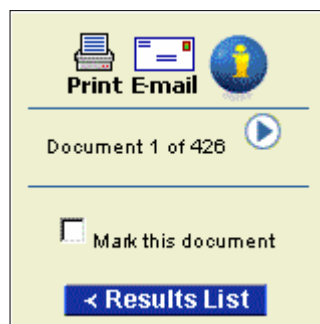 Print E-mail
Document 1 of 426
Mark this document
< Results List